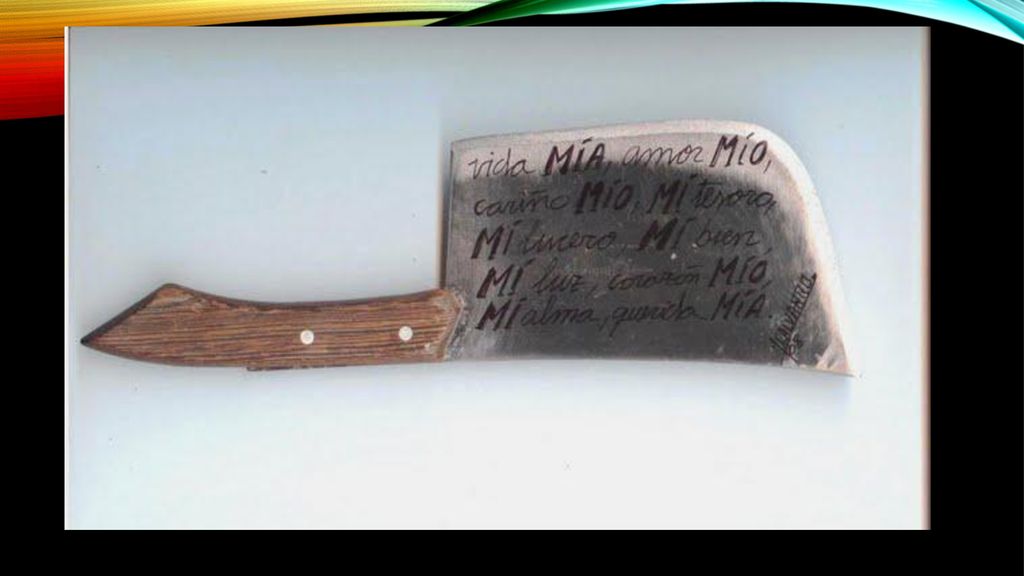 vida MÍA, amor MÍO,
cariño MÍO, MÍ tesoro,
MÍ lucero, MÍ bien,
MÍ luz, corazón MÍO,
MÍ alma, querida MÍA.